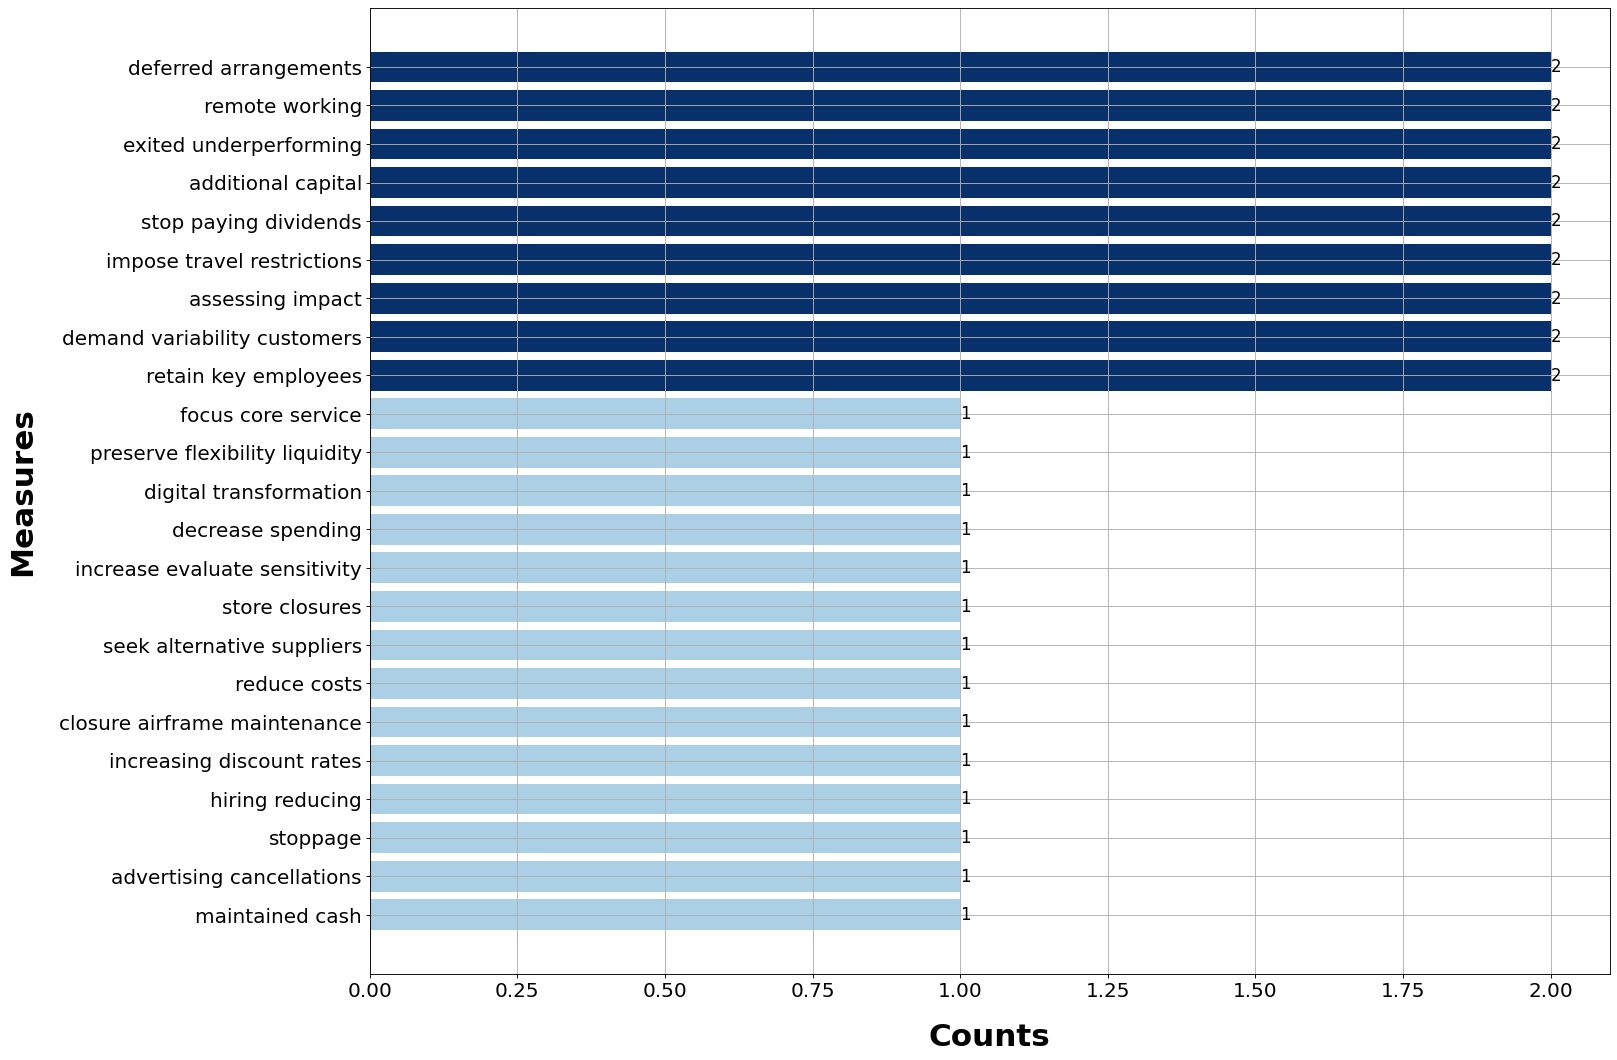 deferred arrangements 2
remote working 2
exited underperforming 2
additional capital 2
stop paying dividends 2
impose travel restrictions 2
assessing impact 2
demand variability customers 2
retain key employees 2
focus core service 1
preserve flexibility liquidity 1
digital transformation 1
decrease spending 1
increase evaluate sensitivity 1
store closures 1
seek alternative suppliers 1
reduce costs 1
closure airframe maintenance 1
increasing discount rates 1
hiring reducing 1
stoppage 1
advertising cancellations 1
maintained cash 1
Measures
0.00 0.25 0.50 0.75 1.00 1.25 1.50 1.75 2.00
Counts